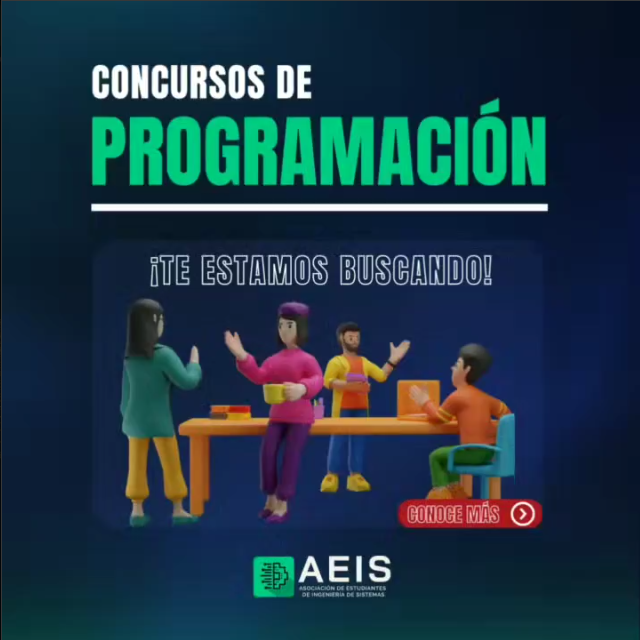 CONCURSOS DE
PROGRAMACIÓN
¡TE ESTAMOS BUSCANDO!
CONOCE MÁS
AEIS
ASOCIACIÓN DE ESTUDIANTES
DE INGENIERÍA DE SISTEMAS